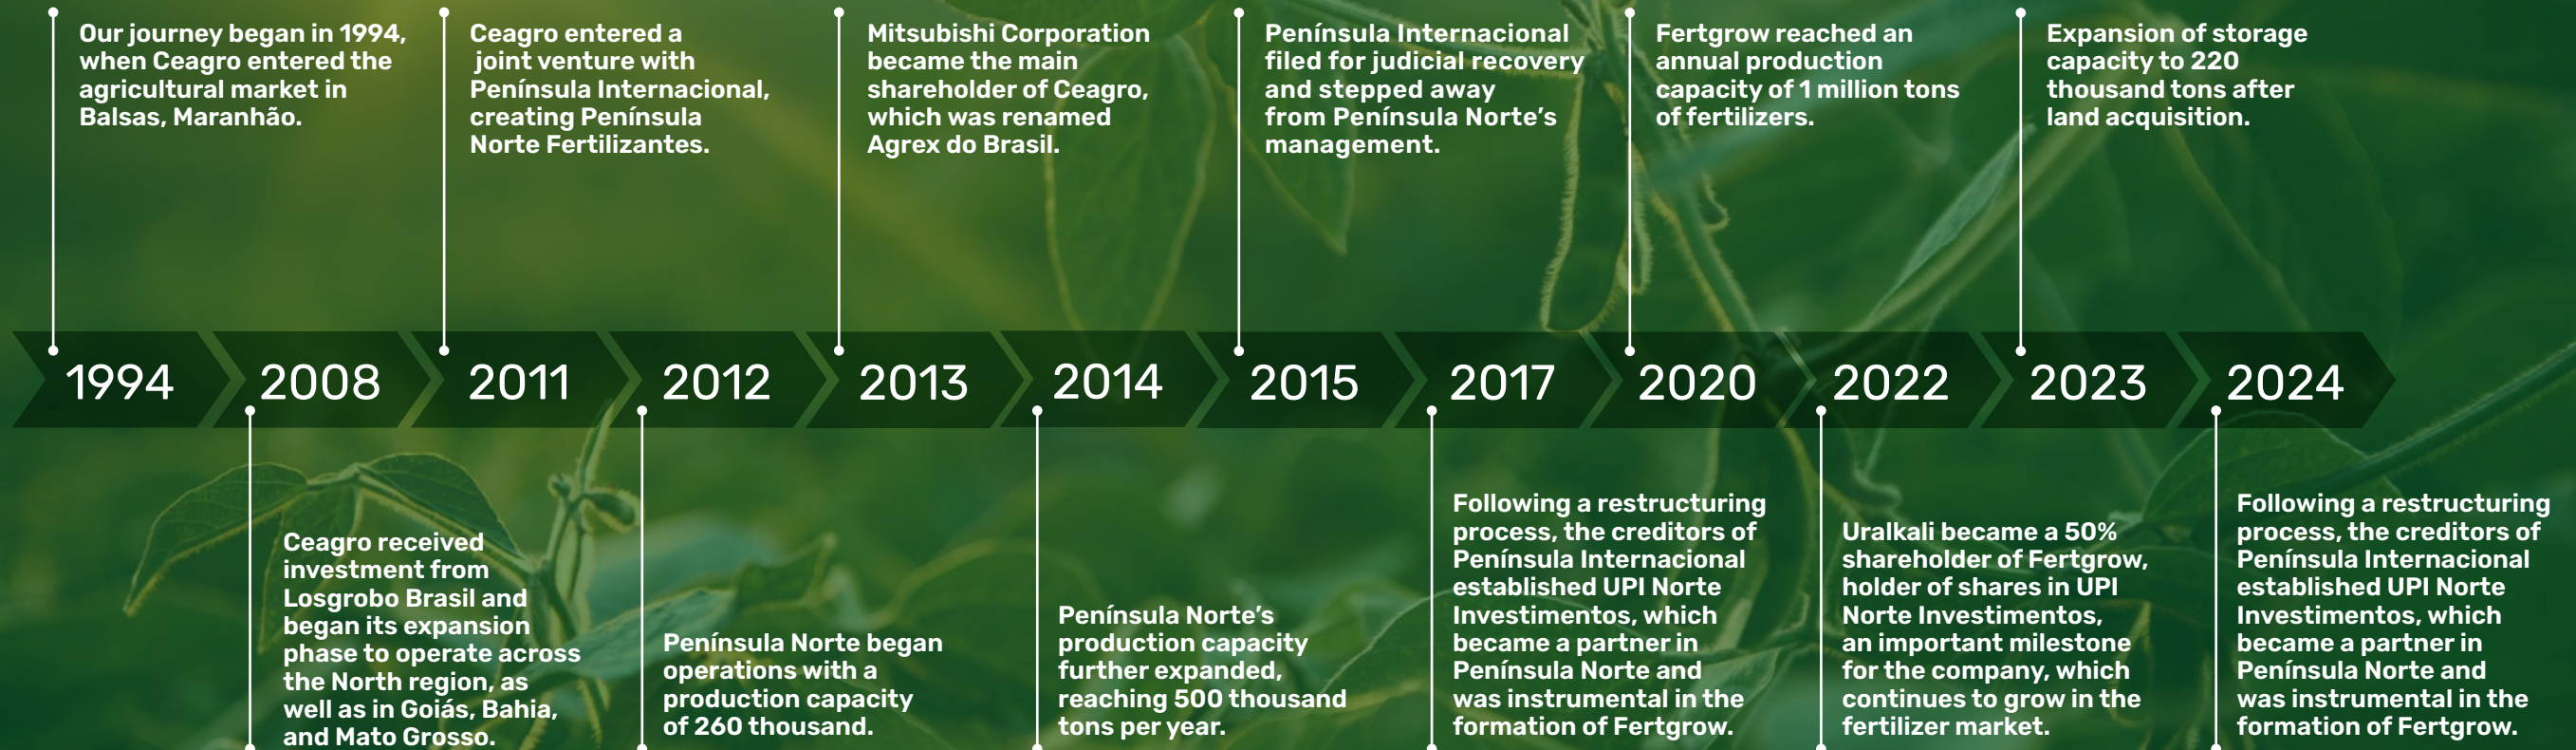 Our journey began in 1994,
when Ceagro entered the
agricultural market in
Balsas, Maranhão.
Ceagro entered a
joint venture with
Península Internacional,
creating Península
Norte Fertilizantes.
Mitsubishi Corporation
became the main
shareholder of Ceagro,
which was renamed
Agrex do Brasil.
Península Internacional
filed for judicial recovery
and stepped away
from Península Norte’s
management.
Fertgrow reached an
annual production
capacity of 1 million tons
of fertilizers.
Expansion of storage
capacity to 220
thousand tons after
land acquisition.
1994
2008
2011
2012
2013
2014
2015
2017
2020
2022
2023
2024
Ceagro received
investment from
Losgrobo Brasil and
began its expansion
phase to operate across
the North region, as
well as in Goiás, Bahia,
and Mato Grosso.
Península Norte began
operations with a
production capacity
of 260 thousand.
Península Norte’s
production capacity
further expanded,
reaching 500 thousand
tons per year.
Following a restructuring
process, the creditors of
Península Internacional
established UPI Norte
Investimentos, which
became a partner in
Península Norte and
was instrumental in the
formation of Fertgrow.
Uralkali became a 50%
shareholder of Fertgrow,
holder of shares in UPI
Norte Investimentos,
an important milestone
for the company, which
continues to grow in the
fertilizer market.
Following a restructuring
process, the creditors of
Península Internacional
established UPI Norte
Investimentos, which
became a partner in
Península Norte and
was instrumental in the
formation of Fertgrow.